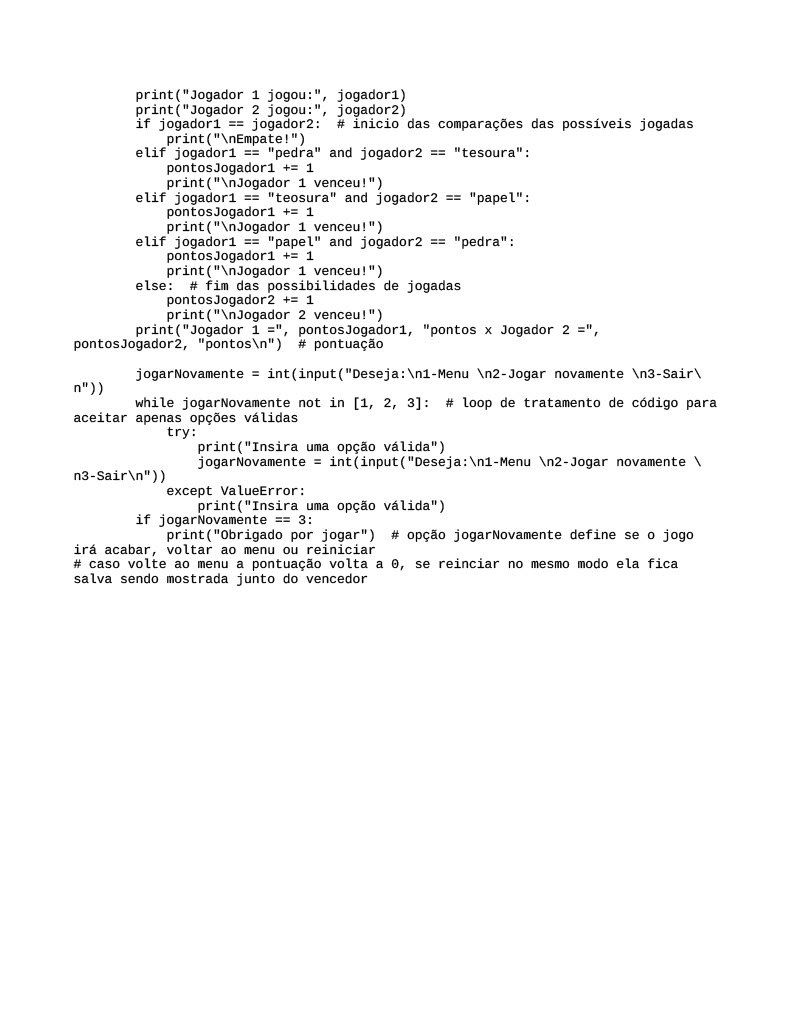 print("Jogador 1 jogou:", jogador1)
        print("Jogador 2 jogou:", jogador2)
        if jogador1 == jogador2:  # inicio das comparações das possíveis jogadas
            print("\nEmpate!")
        elif jogador1 == "pedra" and jogador2 == "tesoura":
            pontosJogador1 += 1
            print("\nJogador 1 venceu!")
        elif jogador1 == "teosura" and jogador2 == "papel":
            pontosJogador1 += 1
            print("\nJogador 1 venceu!")
        elif jogador1 == "papel" and jogador2 == "pedra":
            pontosJogador1 += 1
            print("\nJogador 1 venceu!")
        else:  # fim das possibilidades de jogadas
            pontosJogador2 += 1
            print("\nJogador 2 venceu!")
        print("Jogador 1 =", pontosJogador1, "pontos x Jogador 2 =",
pontosJogador2, "pontos\n")  # pontuação

        jogarNovamente = int(input("Deseja:\n1-Menu \n2-Jogar novamente \n3-Sair\
n"))
        while jogarNovamente not in [1, 2, 3]:  # loop de tratamento de código para
aceitar apenas opções válidas
            try:
                print("Insira uma opção válida")
                jogarNovamente = int(input("Deseja:\n1-Menu \n2-Jogar novamente \
n3-Sair\n"))
            except ValueError:
                print("Insira uma opção válida")
        if jogarNovamente == 3:
            print("Obrigado por jogar")  # opção jogarNovamente define se o jogo
irá acabar, voltar ao menu ou reiniciar
# caso volte ao menu a pontuação volta a 0, se reinciar no mesmo modo ela fica
salva sendo mostrada junto do vencedor